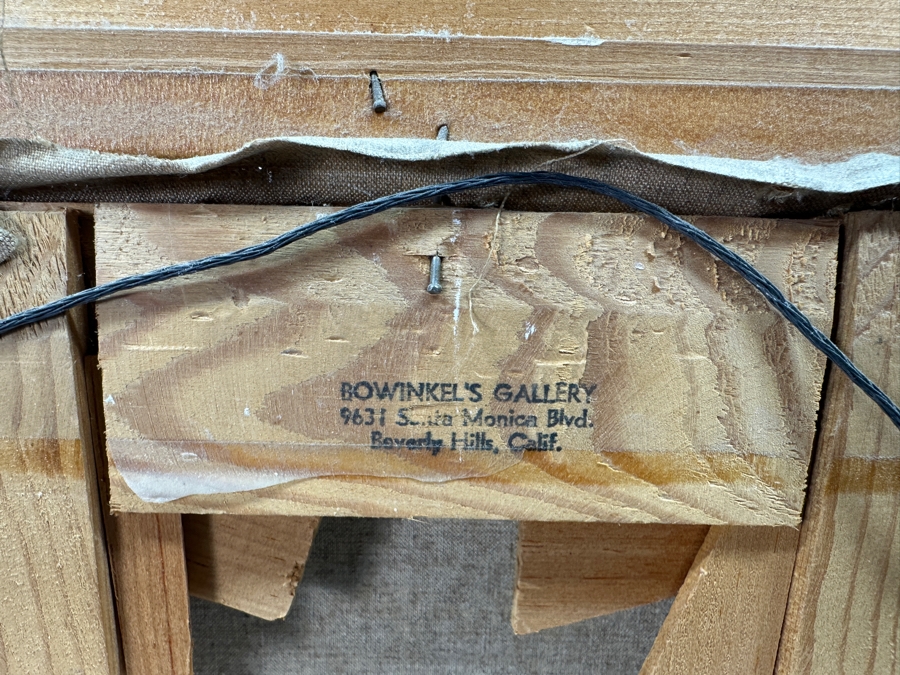 BOWINKEL'S GALLERY
9631 Santa Monica Blvd.
Beverly Hills, Calif.